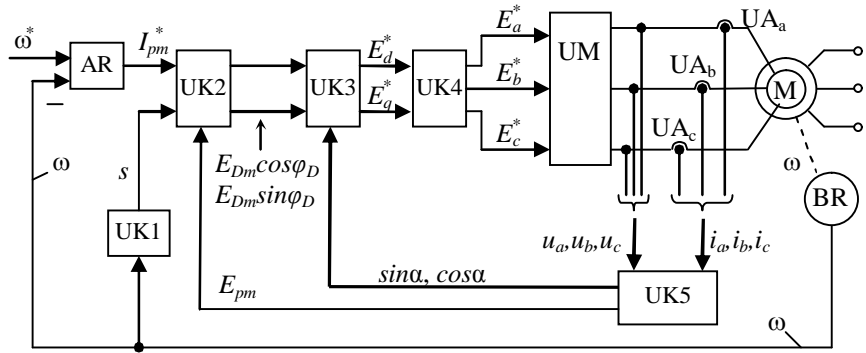 ω*
AR
−
I*pm
UK2
UK3
E*d
E*q
UK4
E*a
E*b
E*c
UM
UAa
UAb
UAc
M
ω
BR
ω
s
UK1
EDmcosφD
EDmsinφD
ua,ub,uc
ia,ib,ic
sinα, cosα
Epm
UK5
ω